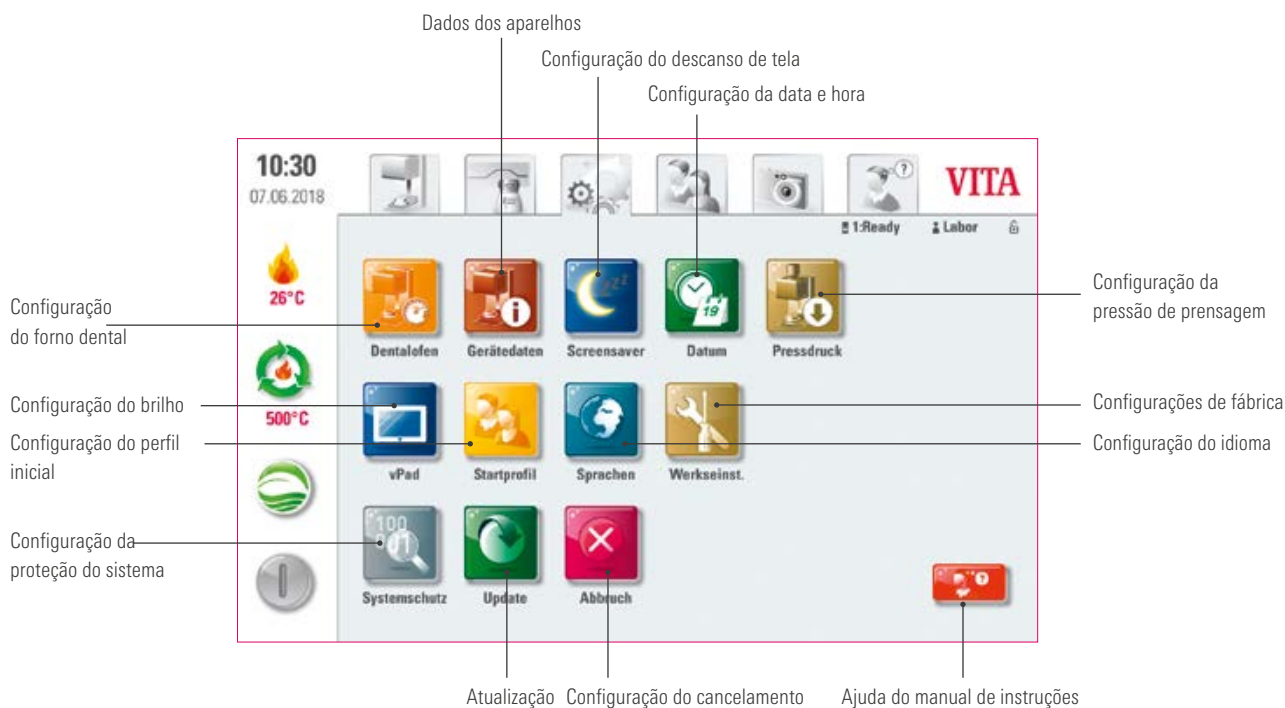 Dados dos aparelhos
Configuração do descanso de tela
Configuração da data e hora
10:30
07.06.2018
VITA
1:Ready
Labor
26°C
Configuração
do forno dental
Dentalofen
Gerätedaten
Screensaver
Datum
19
Pressdruck
Configuração da
pressão de prensagem
500°C
Configuração do brilho
Configuração do perfil
inicial
vPad
Startprofil
Sprachen
Werkseinst.
Configurações de fábrica
Configuração do idioma
Configuração da
proteção do sistema
100
Systemschutz
Update
Abbruch
Atualização
Configuração do cancelamento
Ajuda do manual de instruções